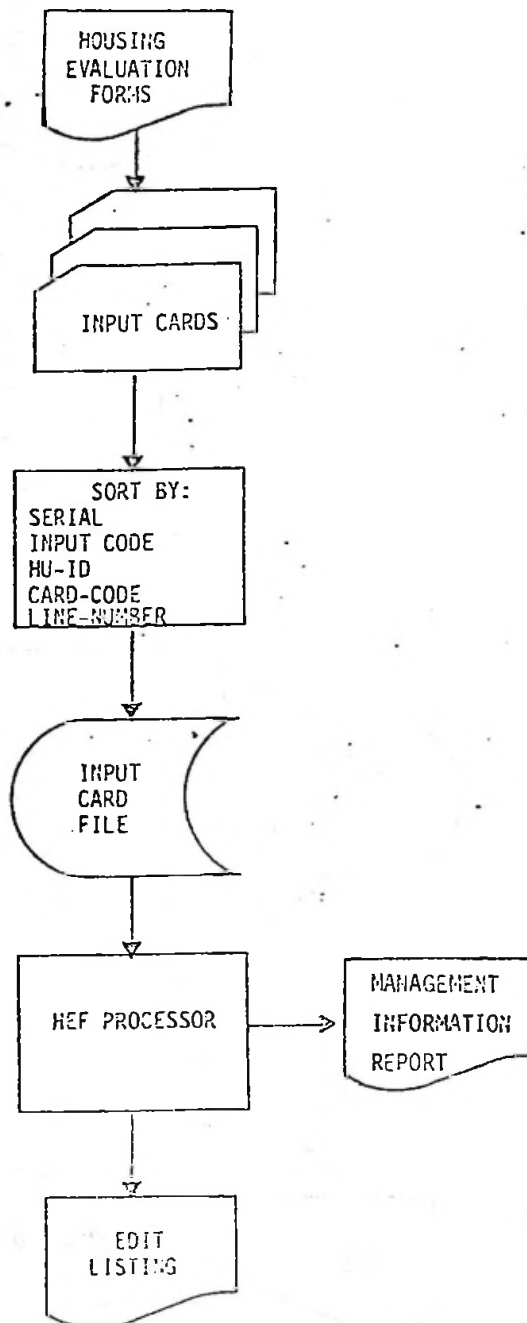 HOUSING
EVALUATION
FORMS
INPUT CARDS
SORT BY:
SERIAL
INPUT CODE
HU-ID
CARD-CODE
LINE-NUMBER
INPUT
CARD
FILE
HEF PROCESSOR
MANAGEMENT
INFORMATION
REPORT
EDIT
LISTING